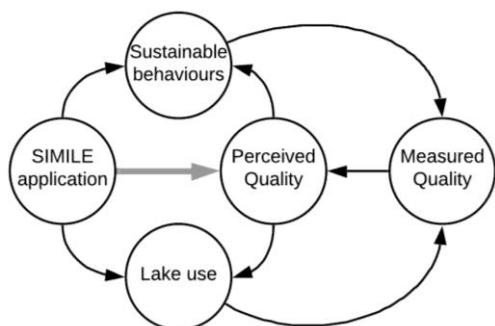 Sustainable
behaviours
SIMILE
application
Perceived
Quality
Measured
Quality
Lake use